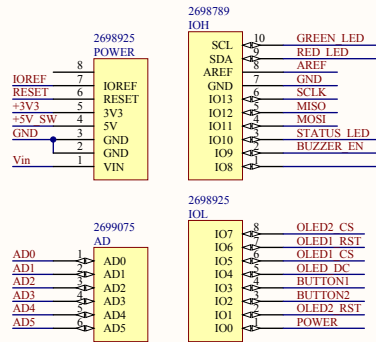 2698925
POWER
8
IOREF 7 IOREF
RESET 6 RESET
+3V3 5 3V3
+5V_SW 4 5V
GND 3 GND
2 GND
Vin 1 VIN
2698789
IOH
SCL 10 GREEN_LED
SDA 9 RED_LED
AREF 8 AREF
GND 7 GND
IO13 6 SCLK
IO12 5 MISO
IO11 4 MOSI
IO10 3 STATUS_LED
IO9 2 BUZZER_EN
IO8 1
2699075
AD
AD0 1 AD0
AD1 2 AD1
AD2 3 AD2
AD3 4 AD3
AD4 5 AD4
AD5 6 AD5
2698925
IOL
IO7 8 OLED2_CS
IO6 7 OLED1_RST
IO5 6 OLED1_CS
IO4 5 OLED_DC
IO3 4 BUTTON1
IO2 3 BUTTON2
IO1 2 OLED2_RST
IO0 1 POWER